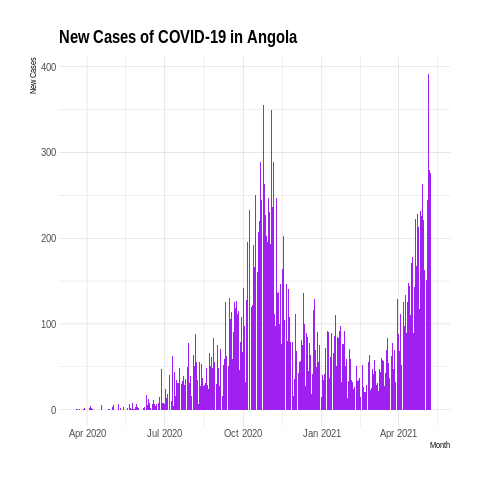 New Cases of COVID-19 in Angola
New Cases
400
300
200
100
0
Apr 2020 Jul 2020 Oct 2020 Jan 2021 Apr 2021
Month